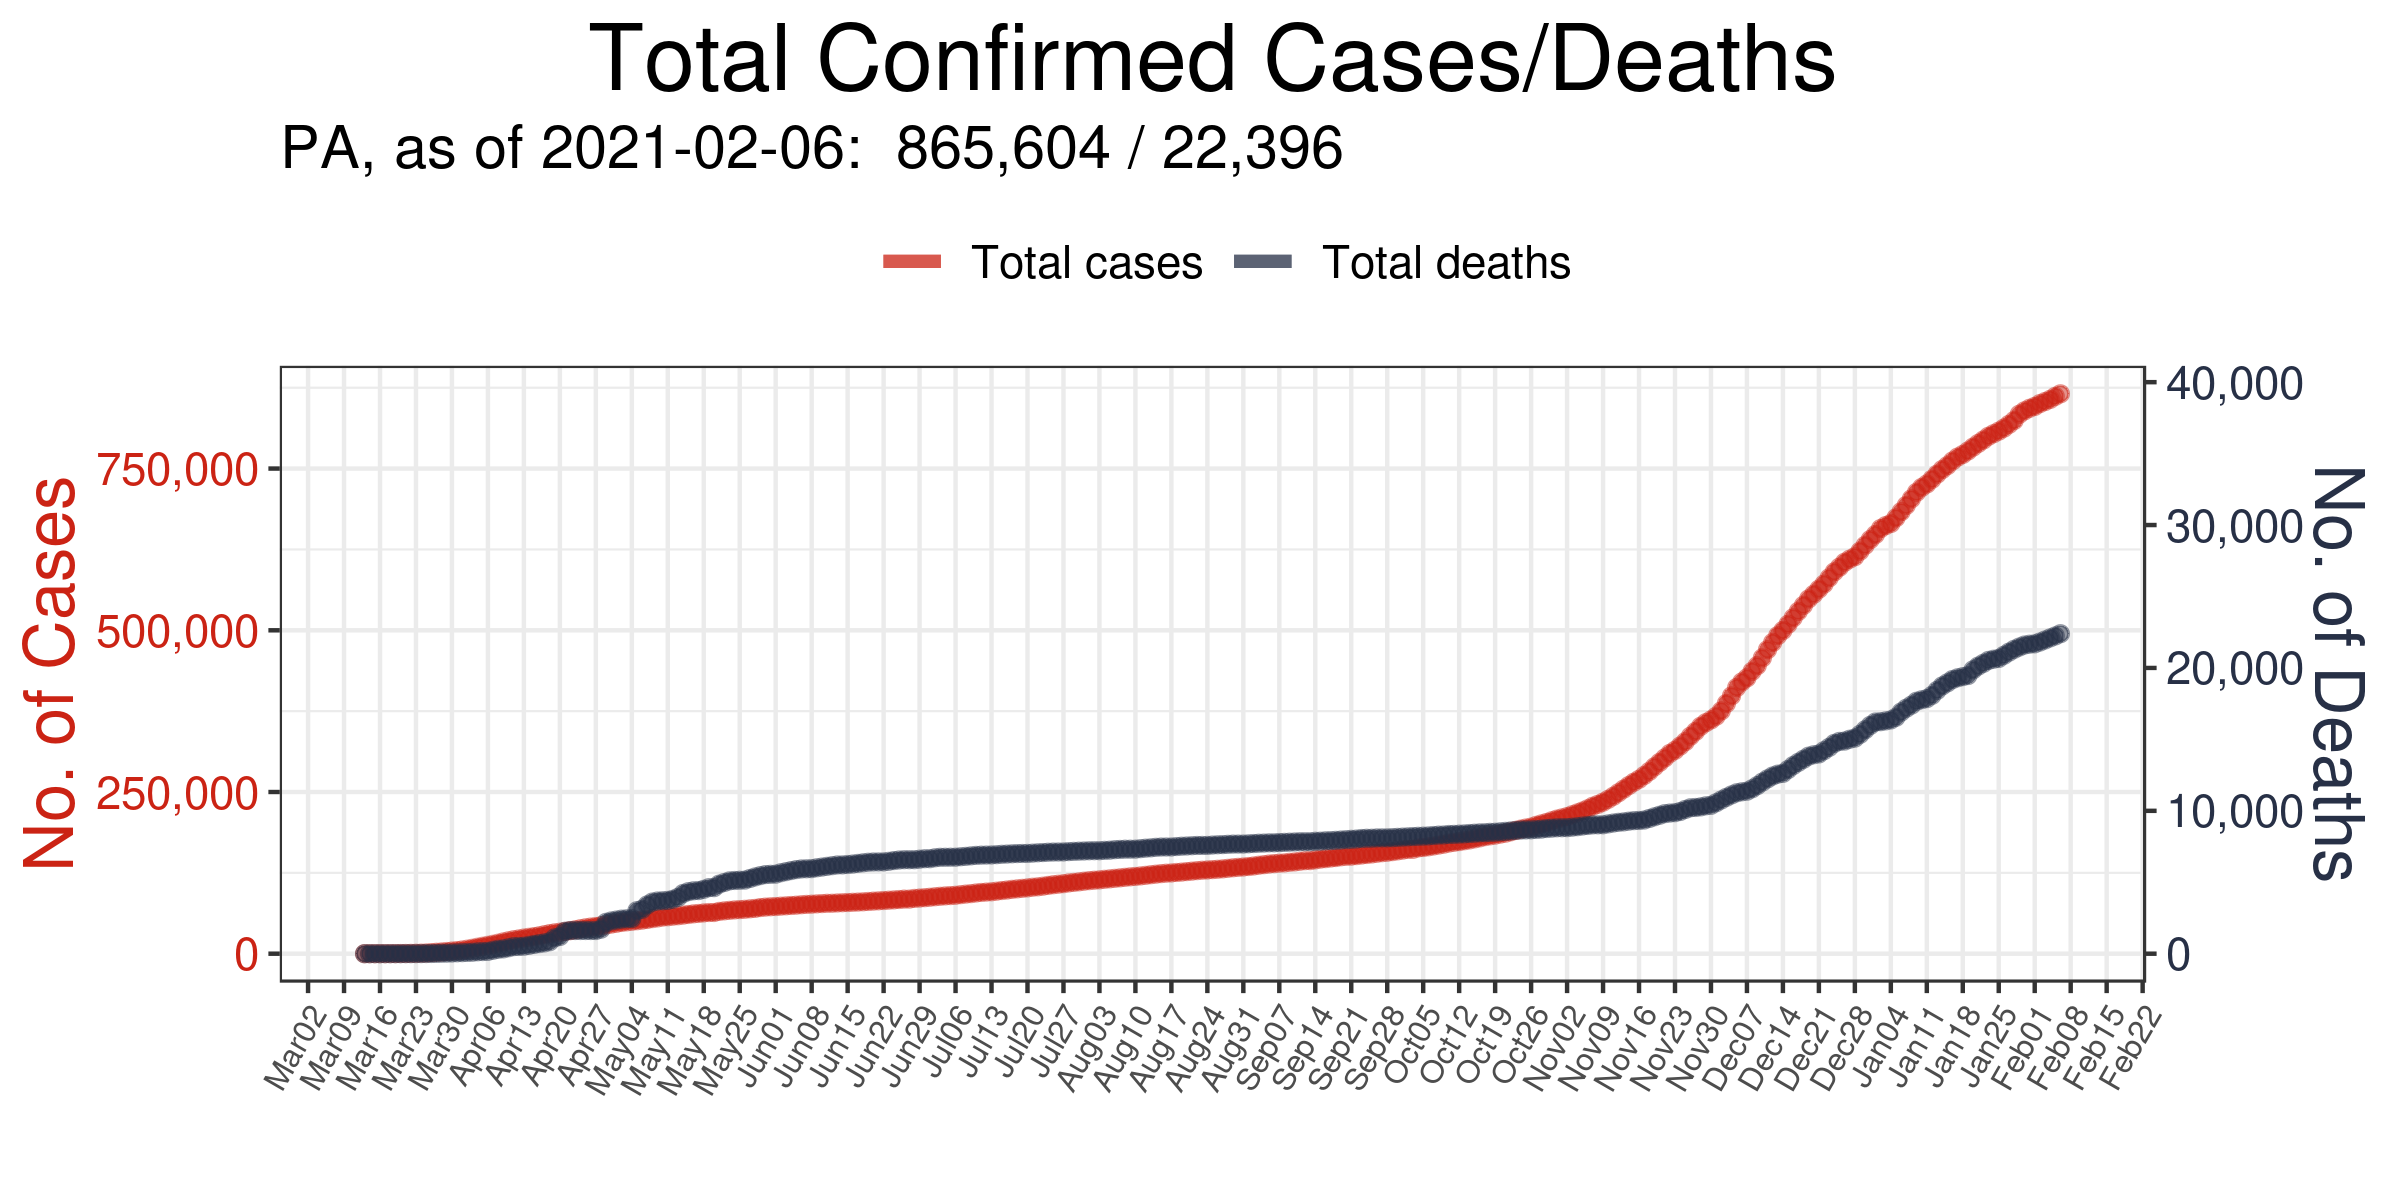 Total Confirmed Cases/Deaths
PA, as of 2021-02-06:  865,604 / 22,396
Total cases
Total deaths
No. of Cases
750,000
500,000
250,000
0
40,000
30,000
20,000
10,000
0
No. of Deaths
Mar02
Mar09
Mar16
Mar23
Mar30
Apr06
Apr13
Apr20
Apr27
May04
May11
May18
May25
Jun01
Jun08
Jun15
Jun22
Jun29
Jul06
Jul13
Jul20
Jul27
Aug03
Aug10
Aug17
Aug24
Aug31
Sep07
Sep14
Sep21
Sep28
Oct05
Oct12
Oct19
Oct26
Nov02
Nov09
Nov16
Nov23
Nov30
Dec07
Dec14
Dec21
Dec28
Jan04
Jan11
Jan18
Jan25
Feb01
Feb08
Feb15
Feb22